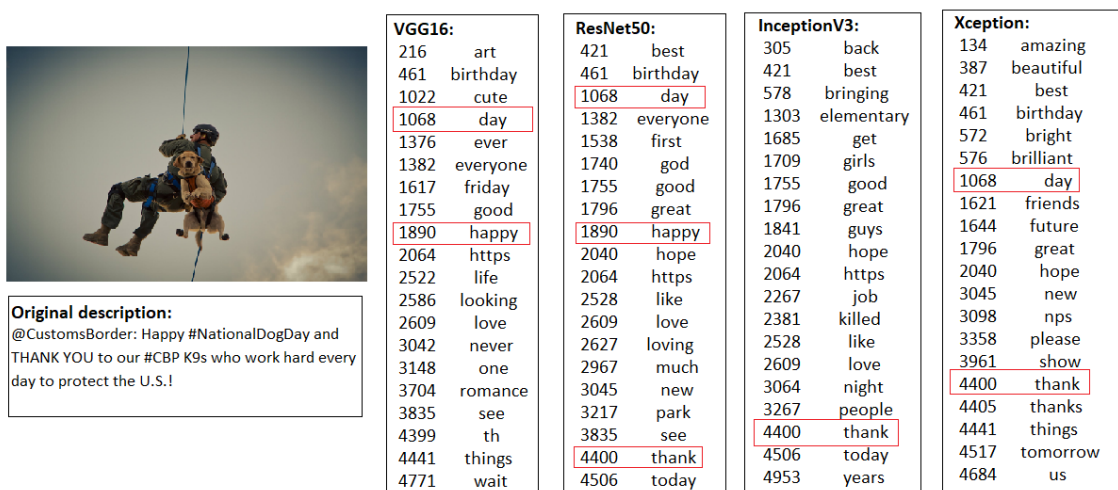 Original description:
@CustomsBorder: Happy #NationalDogDay and
THANK YOU to our #CBP K9s who work hard every
day to protect the U.S.!
VGG16:
216 art
461 birthday
1022 cute
1068 day
1376 ever
1382 everyone
1617 friday
1755 good
1890 happy
2064 https
2522 life
2586 looking
2609 love
3042 never
3148 one
3704 romance
3835 see
4399 th
4441 things
4771 wait
ResNet50:
421 best
461 birthday
1068 day
1382 everyone
1538 first
1740 god
1755 good
1796 great
1890 happy
2040 hope
2064 https
2528 like
2609 love
2627 loving
2967 much
3045 new
3217 park
3835 see
4400 thank
4506 today
InceptionV3:
305 back
421 best
578 bringing
1303 elementary
1685 get
1709 girls
1755 good
1796 great
1841 guys
2040 hope
2064 https
2267 job
2381 killed
2528 like
2609 love
3064 night
3267 people
4400 thank
4506 today
4953 years
Xception:
134 amazing
387 beautiful
421 best
461 birthday
572 bright
576 brilliant
1068 day
1621 friends
1644 future
1796 great
2040 hope
3045 new
3098 nps
3358 please
3961 show
4400 thank
4405 thanks
4441 things
4517 tomorrow
4684 us